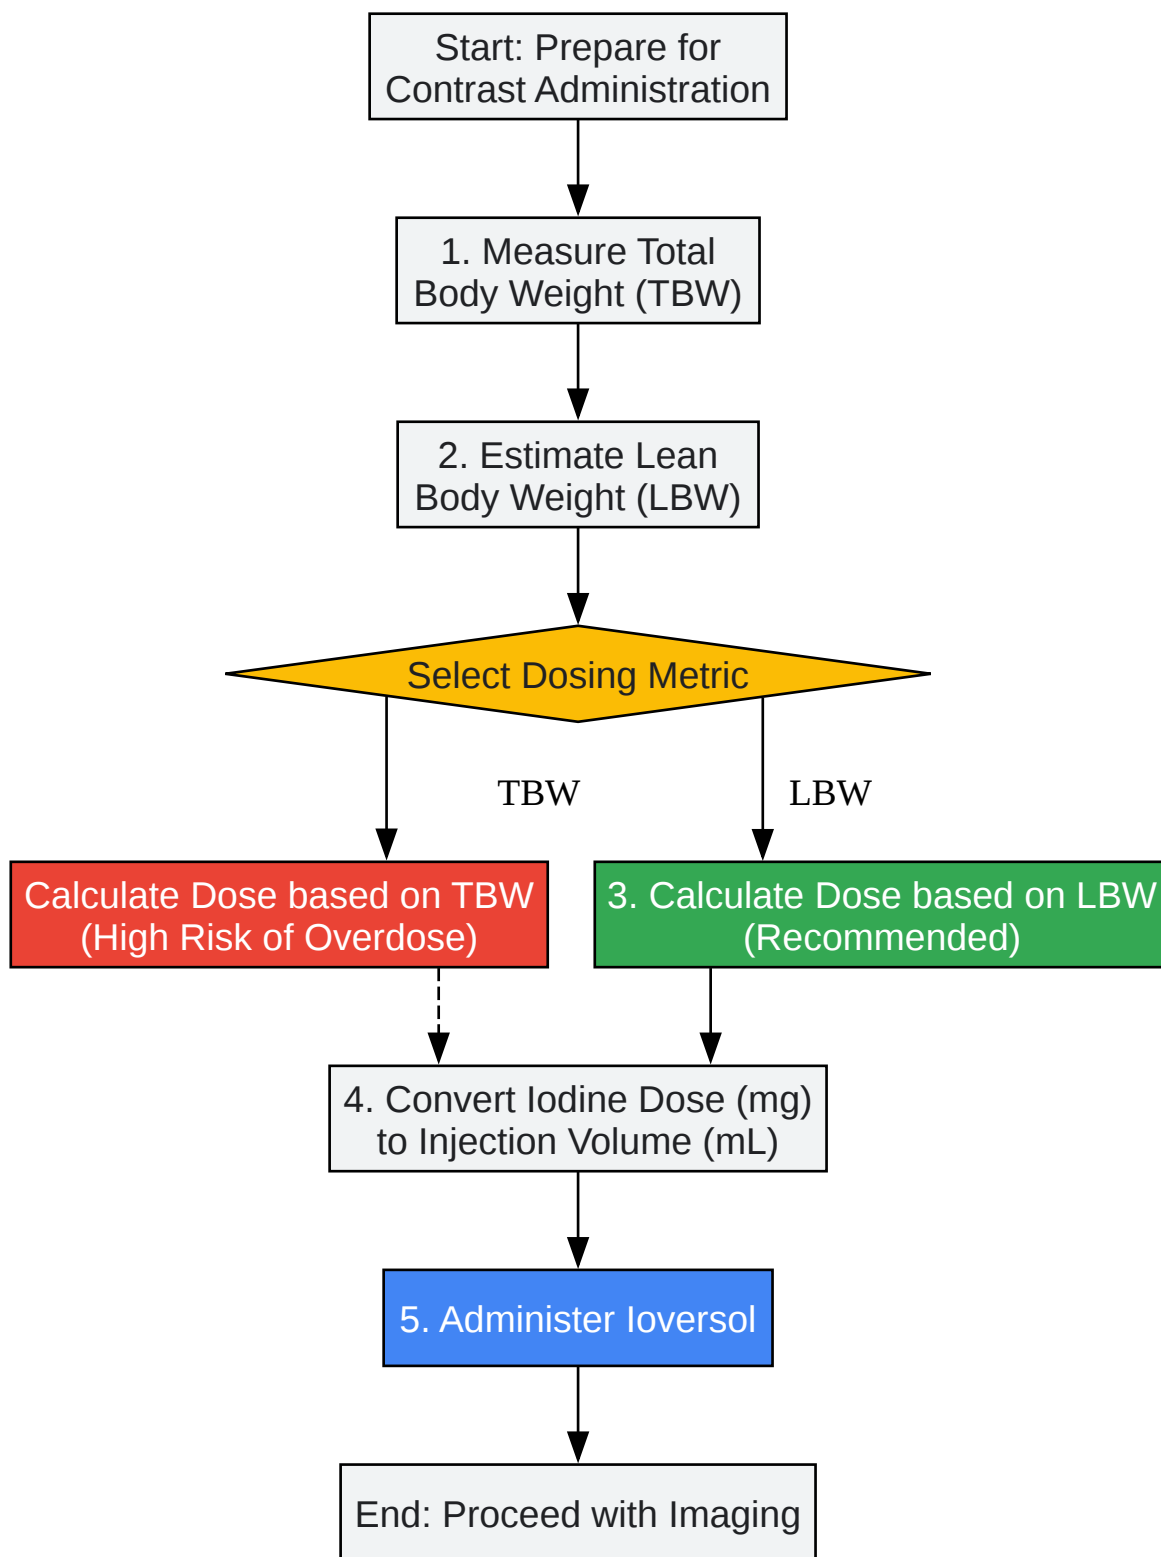 Start: Prepare for
Contrast Administration
1. Measure Total
Body Weight (TBW)
2. Estimate Lean
Body Weight (LBW)
Select Dosing Metric
TBW
LBW
Calculate Dose based on TBW
(High Risk of Overdose)
3. Calculate Dose based on LBW
(Recommended)
4. Convert Iodine Dose (mg)
to Injection Volume (mL)
5. Administer Ioversol
End: Proceed with Imaging